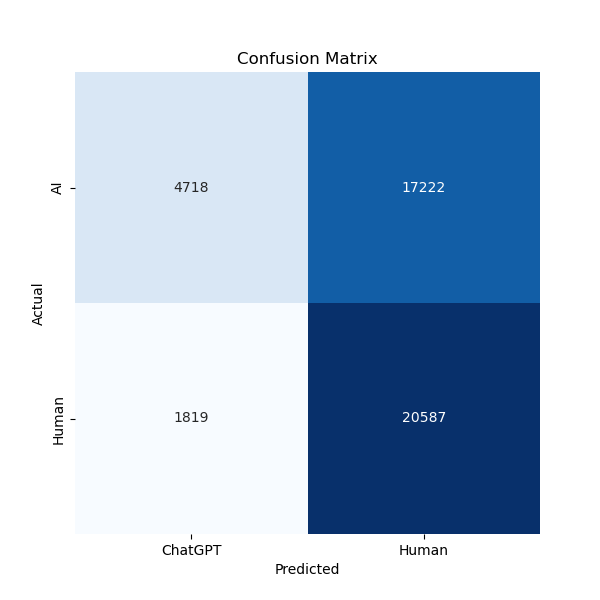 Confusion Matrix
Actual
AI
4718 17222
Human
1819 20587
ChatGPT Human
Predicted